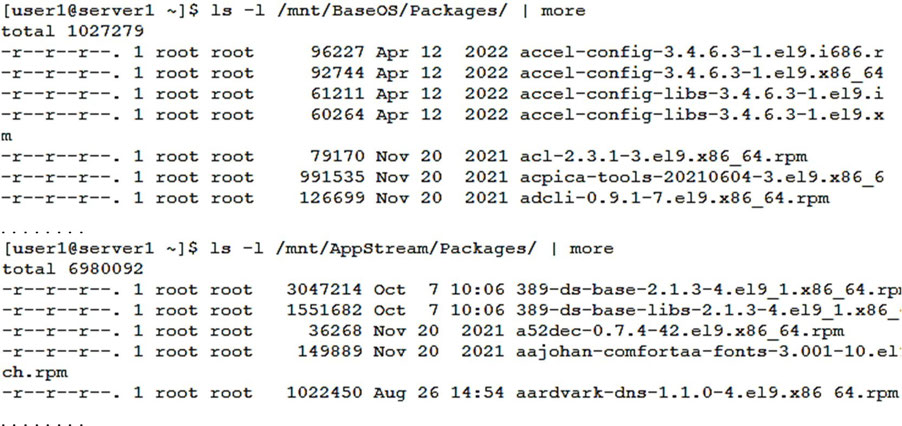 [user1@server1 ~]$ ls -l /mnt/BaseOS/Packages/ | more
total 1027279
-r--r--r--. 1 root root     96227 Apr 12  2022 accel-config-3.4.6.3-1.el9.i686.r
-r--r--r--. 1 root root     92744 Apr 12  2022 accel-config-3.4.6.3-1.el9.x86_64
-r--r--r--. 1 root root     61211 Apr 12  2022 accel-config-libs-3.4.6.3-1.el9.i
-r--r--r--. 1 root root     60264 Apr 12  2022 accel-config-libs-3.4.6.3-1.el9.x
m
-r--r--r--. 1 root root     79170 Nov 20  2021 acl-2.3.1-3.el9.x86_64.rpm
-r--r--r--. 1 root root    991535 Nov 20  2021 acpica-tools-20210604-3.el9.x86_6
-r--r--r--. 1 root root    126699 Nov 20  2021 adcli-0.9.1-7.el9.x86_64.rpm
........
[user1@server1 ~]$ ls -l /mnt/AppStream/Packages/ | more
total 6980092
-r--r--r--. 1 root root   3047214 Oct  7 10:06 389-ds-base-2.1.3-4.el9_1.x86_64.rp
-r--r--r--. 1 root root   1551682 Oct  7 10:06 389-ds-base-libs-2.1.3-4.el9_1.x86_
-r--r--r--. 1 root root     36268 Nov 20  2021 a52dec-0.7.4-42.el9.x86_64.rpm
-r--r--r--. 1 root root    149889 Nov 20  2021 aajohan-comfortaa-fonts-3.001-10.el
ch.rpm
-r--r--r--. 1 root root   1022450 Aug 26 14:54 aardvark-dns-1.1.0-4.el9.x86 64.rpm
........